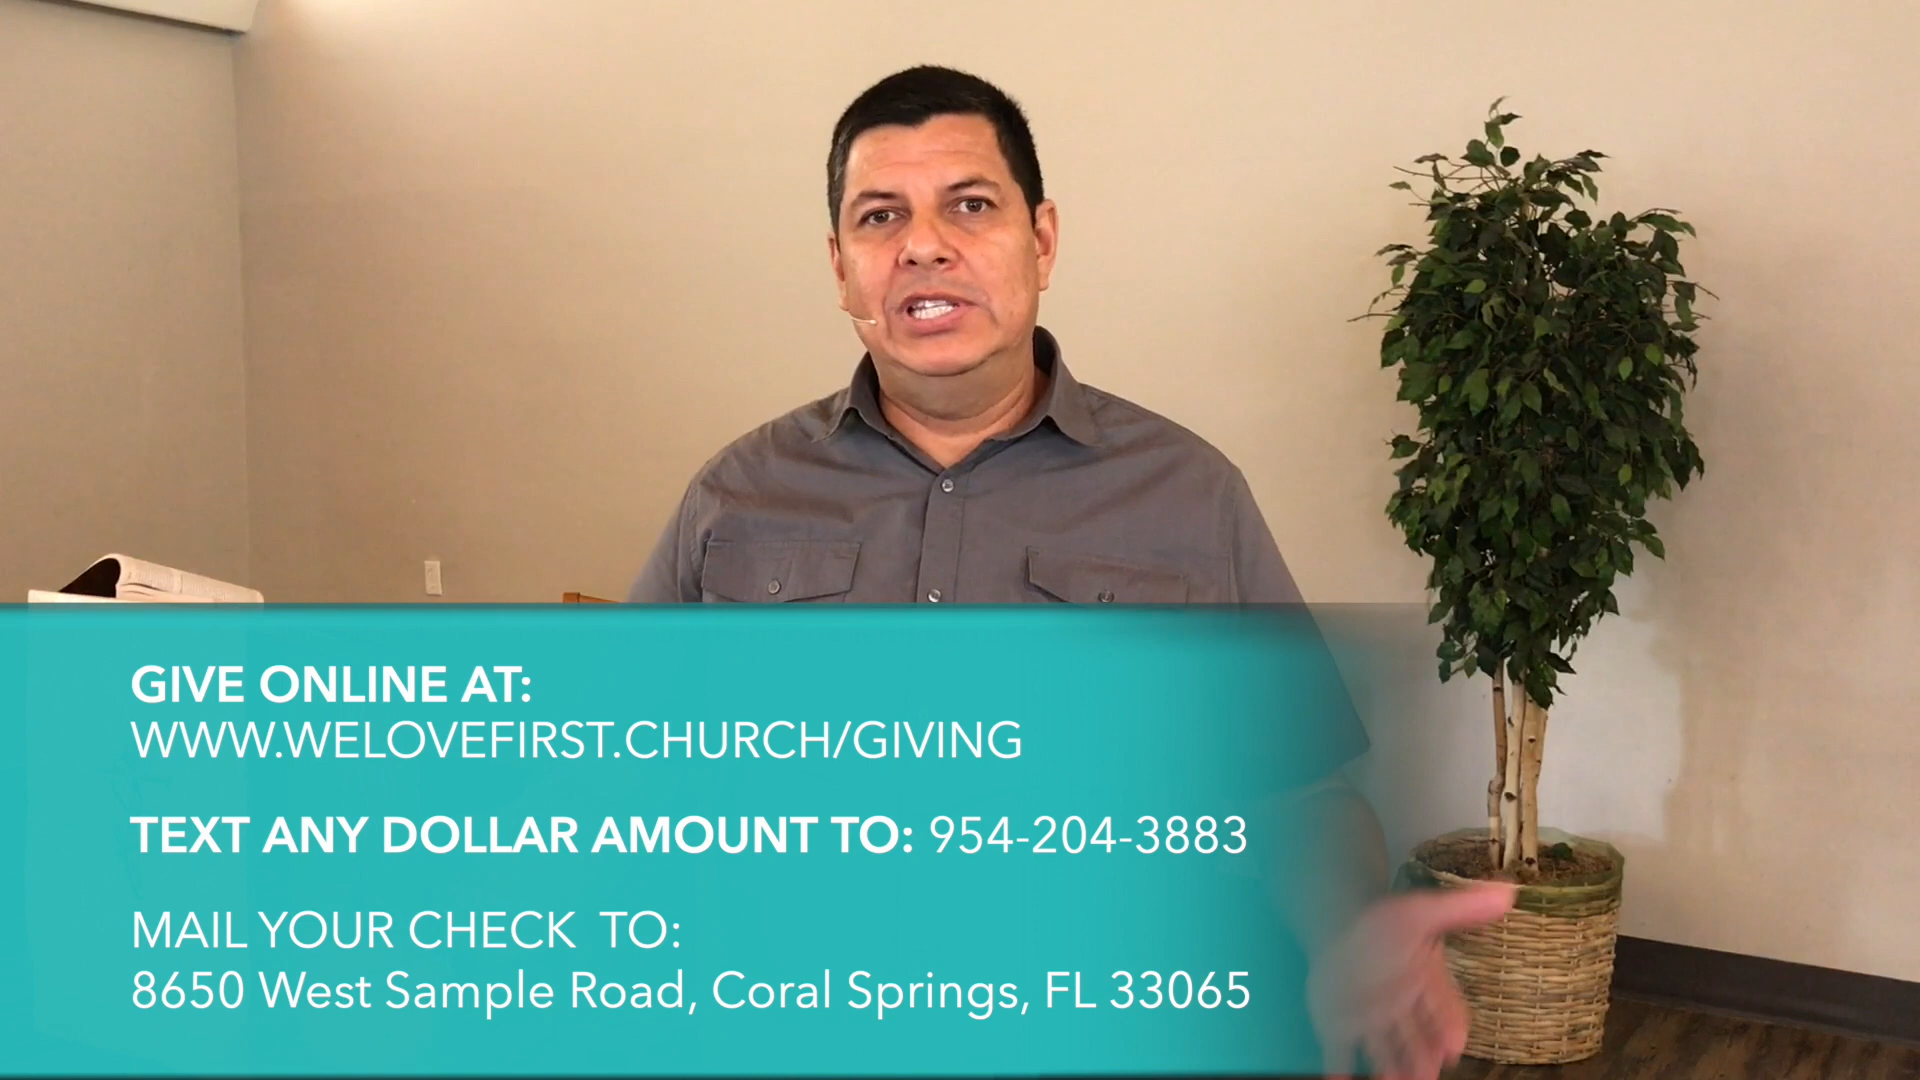 GIVE ONLINE AT:
WWW.WELOVEFIRST.CHURCH/GIVING
TEXT ANY DOLLAR AMOUNT TO: 954-204-3883
MAIL YOUR CHECK  TO:
8650 West Sample Road, Coral Springs, FL 33065